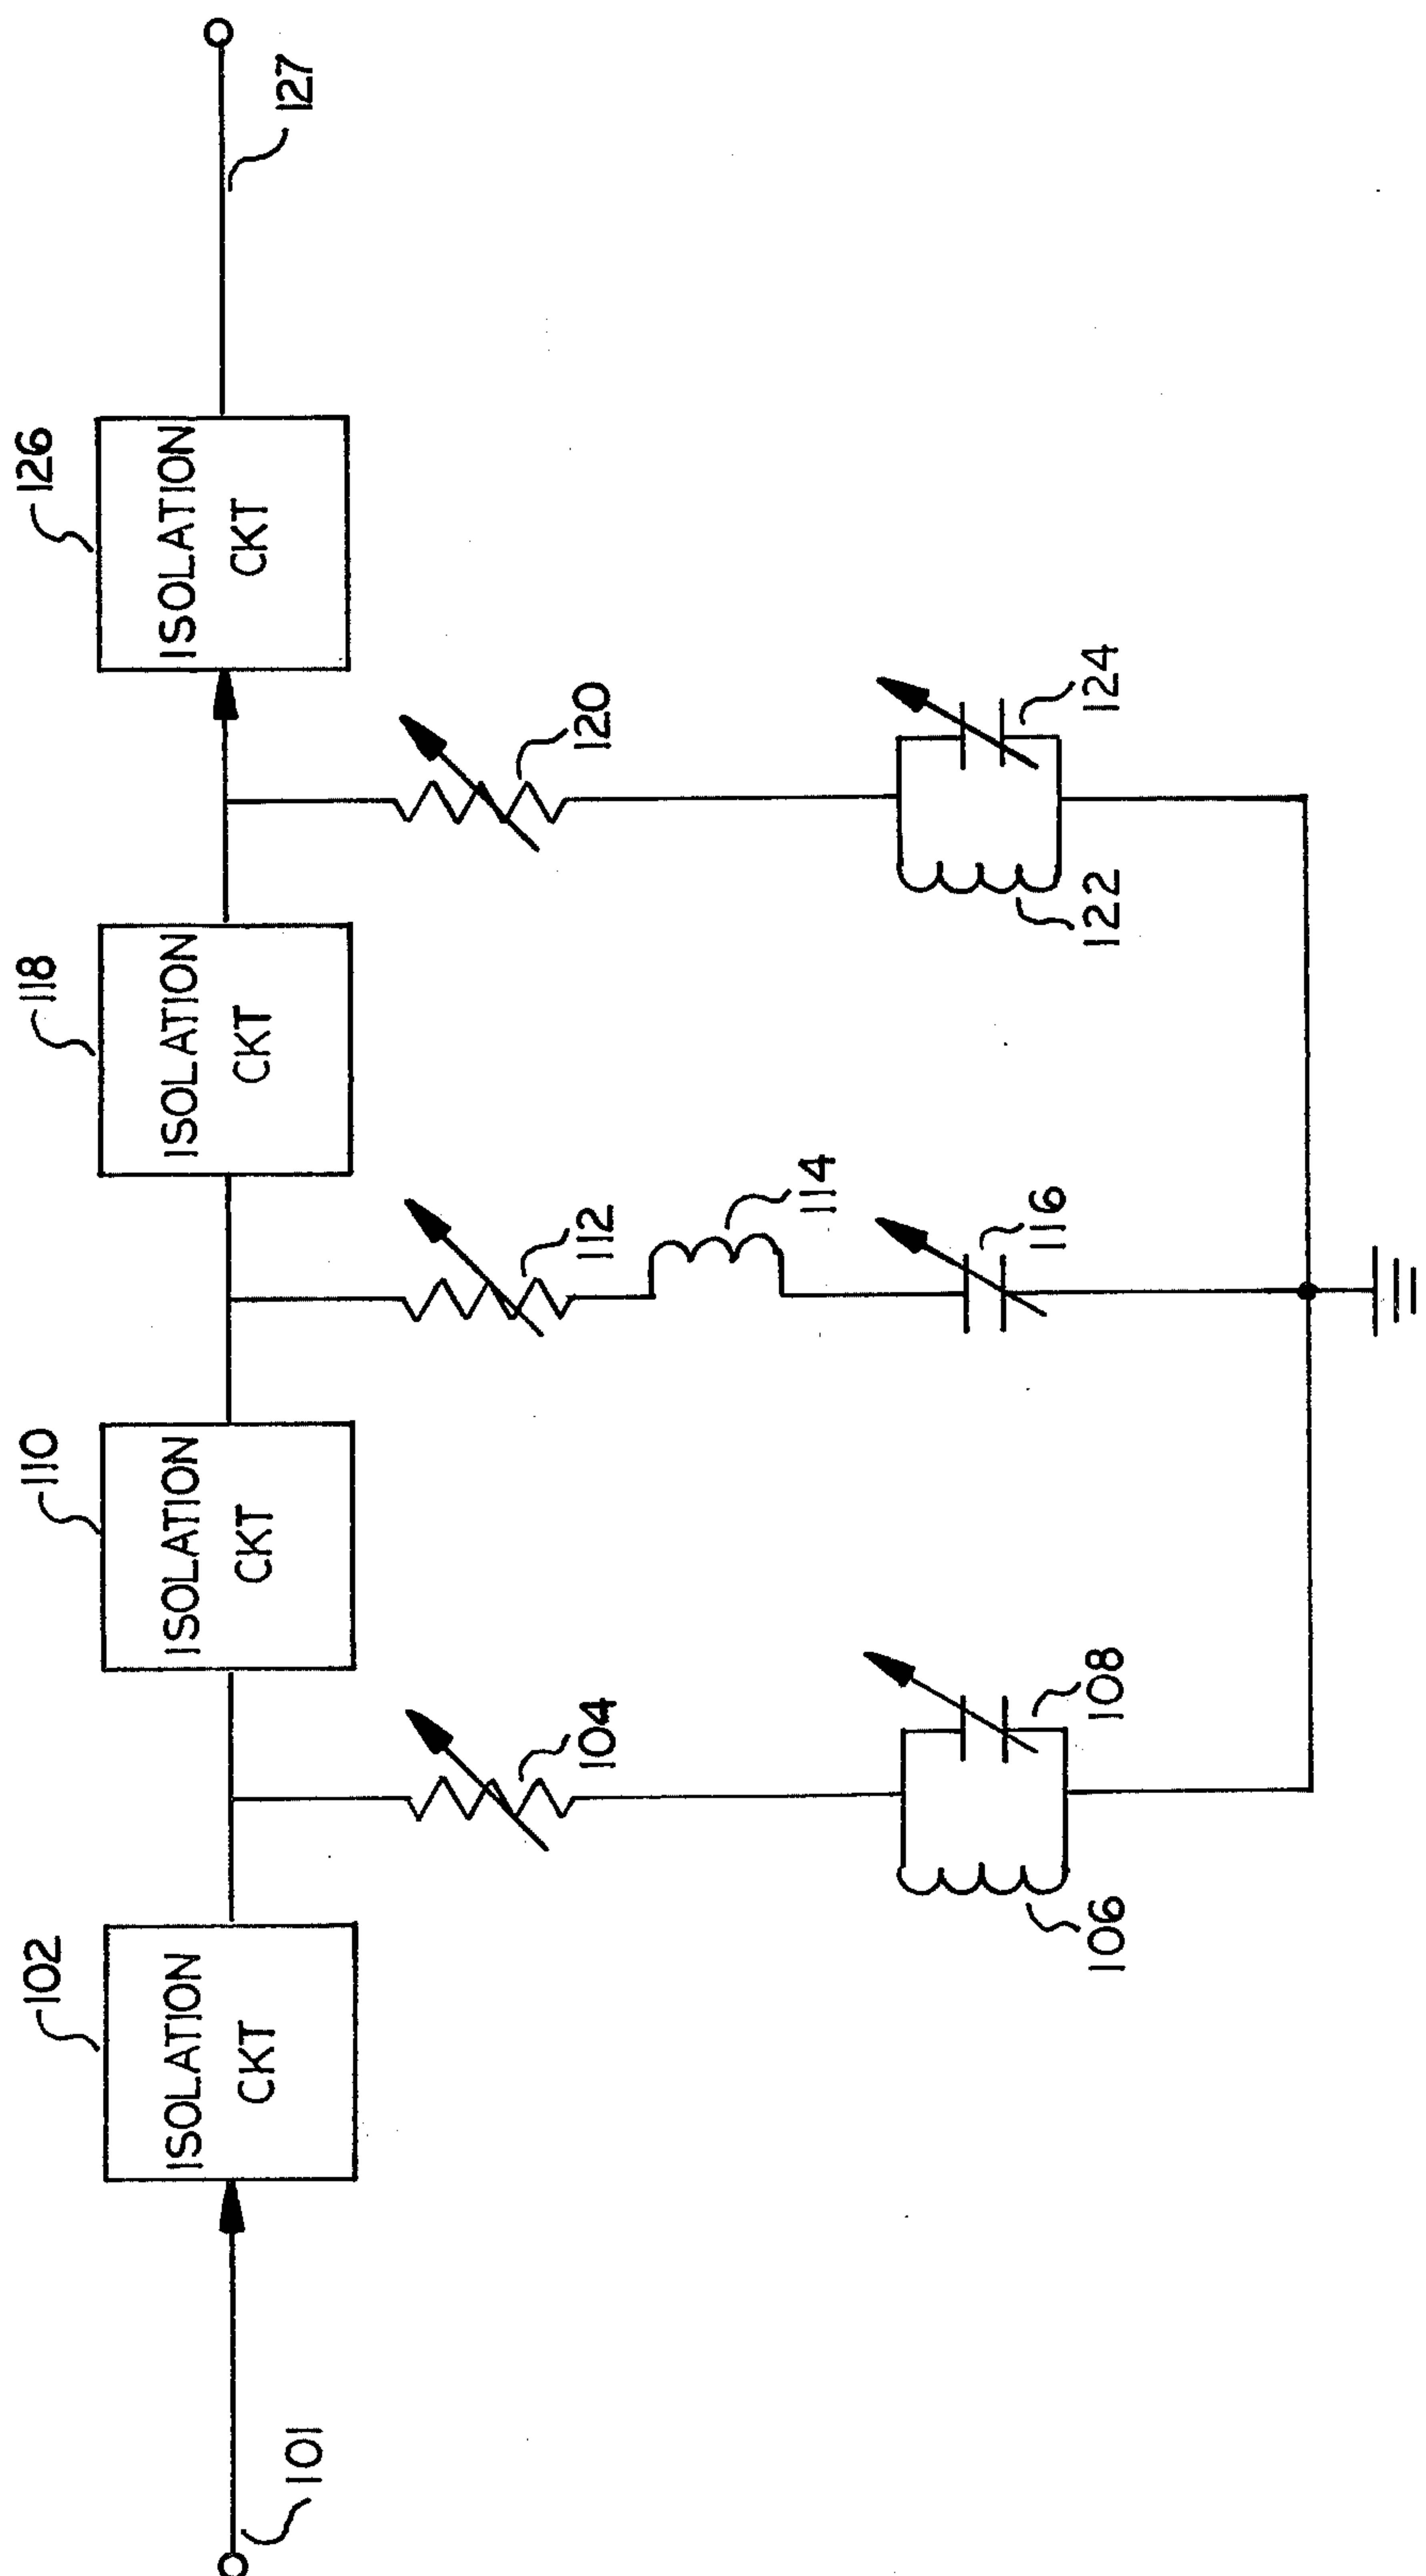 101
102
ISOLATION
CKT
104
106
108
110
ISOLATION
CKT
112
114
116
118
ISOLATION
CKT
120
122
124
126
ISOLATION
CKT
127